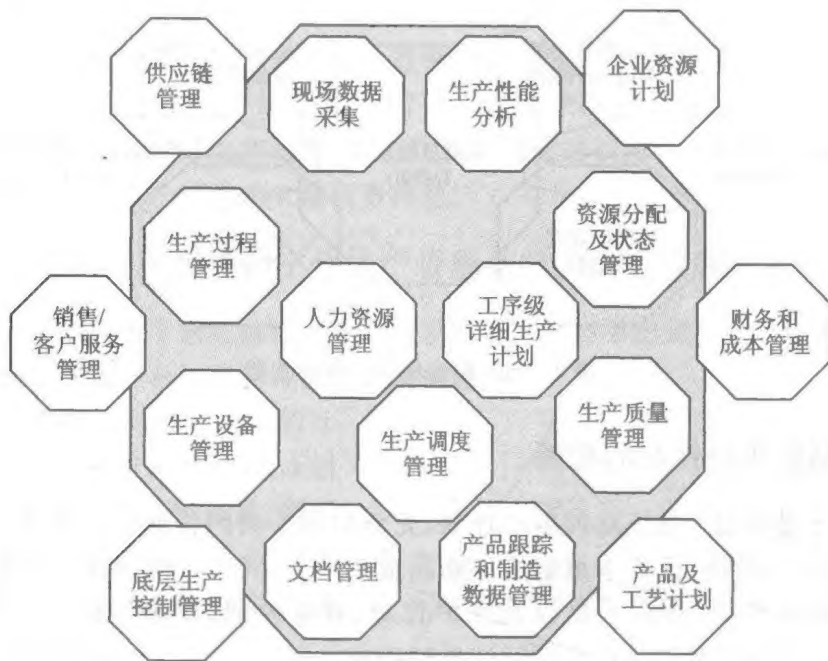 供应链
管理
现场数据
采集
生产性能
分析
企业资源
计划
生产过程
管理
资源分配
及状态
管理
销售/
客户服务
管理
人力资源
管理
工序级
详细生产
计划
财务和
成本管理
生产设备
管理
生产调度
管理
生产质量
管理
底层生产
控制管理
文档管理
产品跟踪
和制造
数据管理
产品及
工艺计划